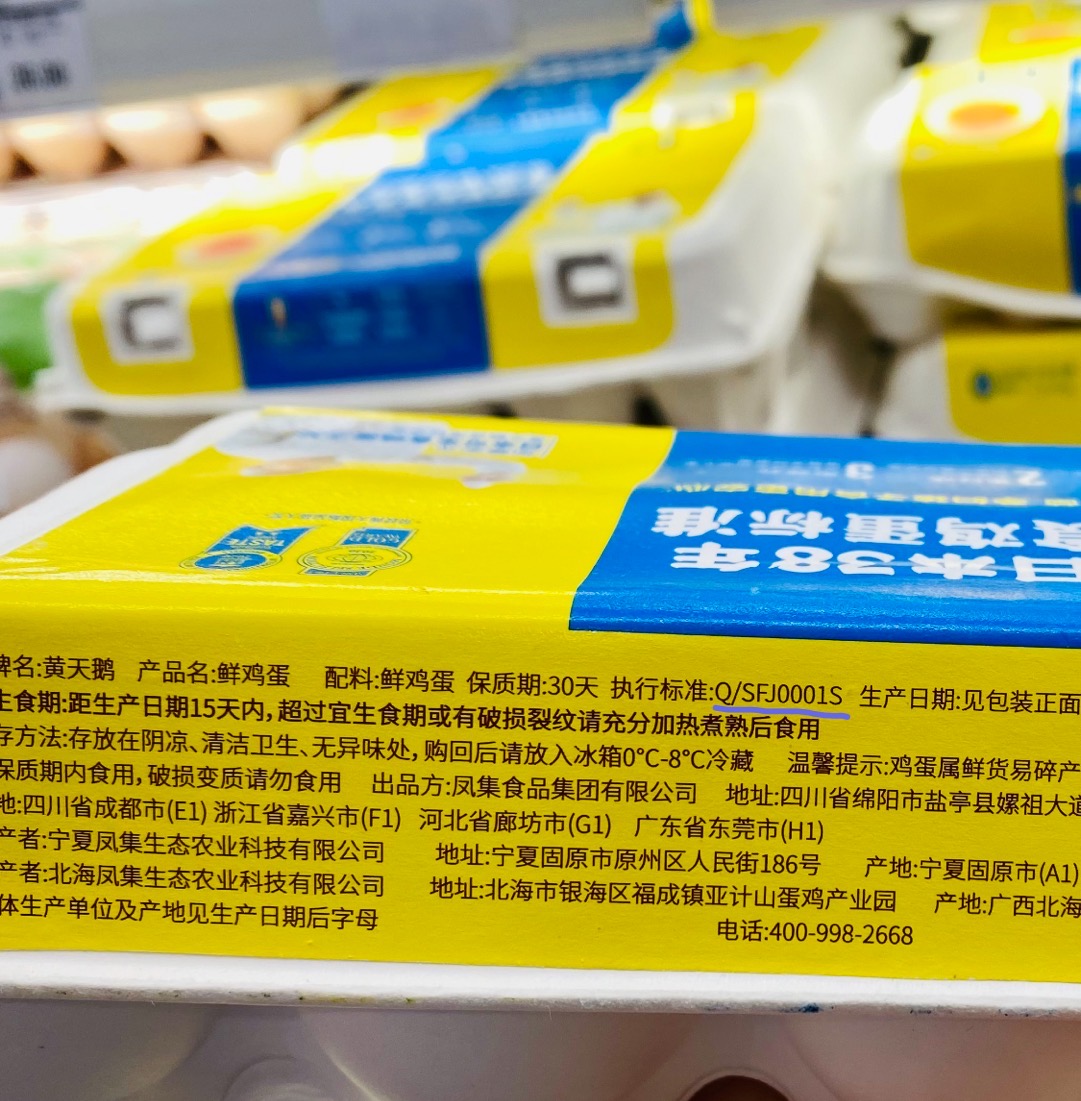 日本38年
食鸡蛋标准
TASTE
牌名:黄天鹅 产品名:鲜鸡蛋 配料:鲜鸡蛋 保质期:30天 执行标准:Q/SFJ0001S 生产日期:见包装正面
生食期:距生产日期15天内,超过宜生食期或有破损裂纹请充分加热煮熟后食用
存方法:存放在阴凉、清洁卫生、无异味处,购回后请放入冰箱0°C-8°C冷藏 温馨提示:鸡蛋属鲜货易碎产
保质期内食用,破损变质请勿食用 出品方:凤集食品集团有限公司 地址:四川省绵阳市盐亭县嫘祖大道
地:四川省成都市(E1) 浙江省嘉兴市(F1) 河北省廊坊市(G1) 广东省东莞市(H1)
产者:宁夏凤集生态农业科技有限公司 地址:宁夏固原市原州区人民街186号 产地:宁夏固原市(A1)
产者:北海凤集生态农业科技有限公司 地址:北海市银海区福成镇亚计山蛋鸡产业园 产地:广西北海
体生产单位及产地见生产日期后字母
电话:400-998-2668